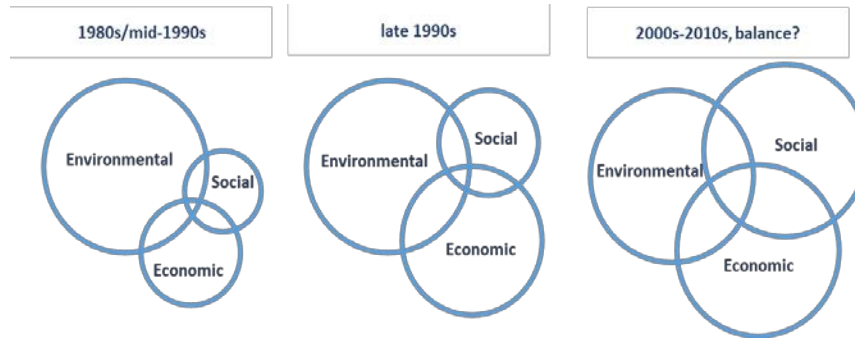 1980s/mid-1990s
late 1990s
2000s-2010s, balance?
Environmental
Social
Economic
Environmental
Social
Economic
Environmental
Social
Economic